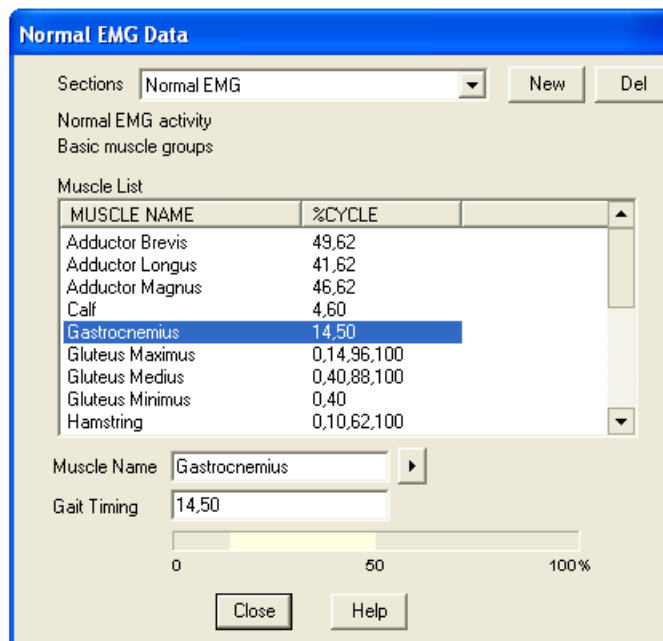 Normal EMG Data
Sections Normal EMG New Del
Normal EMG activity
Basic muscle groups
Muscle List
MUSCLE NAME %CYCLE
Adductor Brevis 49,62
Adductor Longus 41,62
Adductor Magnus 46,62
Calf 4,60
Gastrocnemius 14,50
Gluteus Maximus 0,14,96,100
Gluteus Medius 0,40,88,100
Gluteus Minimus 0,40
Hamstring 0,10,62,100
Muscle Name Gastrocnemius
Gait Timing 14,50
0 50 100%
Close Help